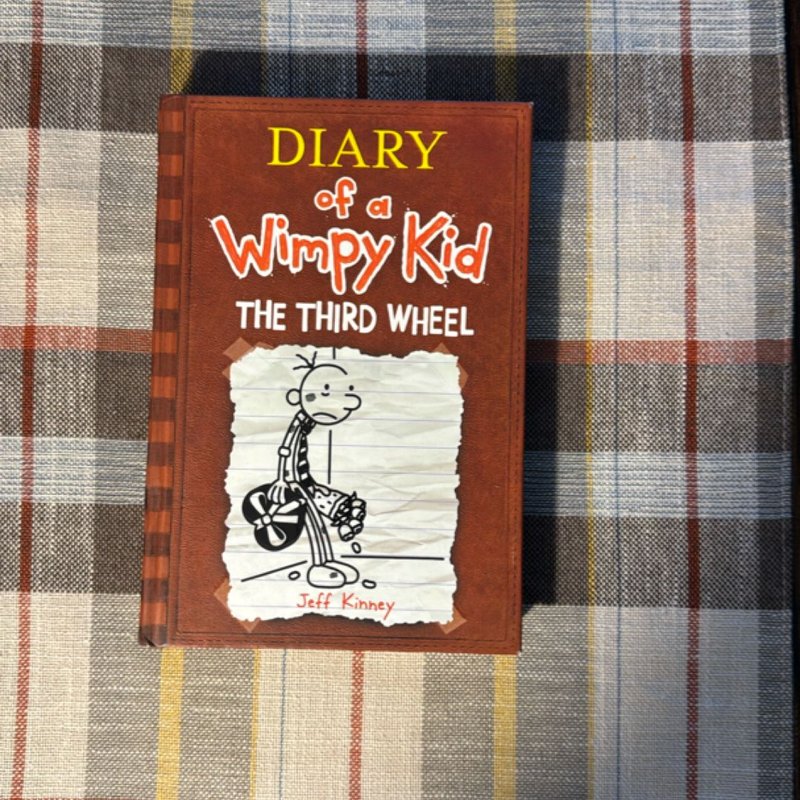 DIARY
of a
Wimpy Kid
THE THIRD WHEEL
Jeff Kinney